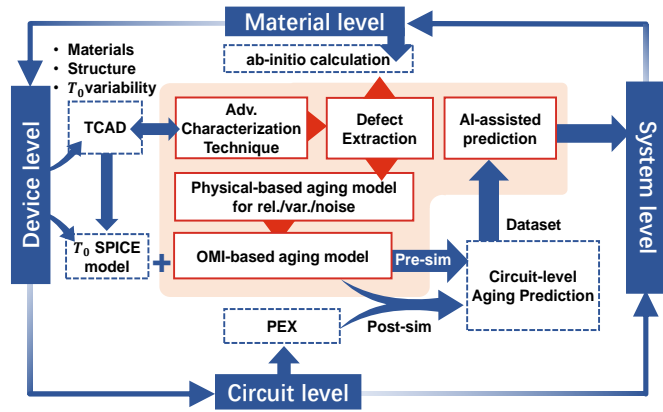 Material level
• Materials
• Structure
• T0 variability
ab-initio calculation
Device level
TCAD
Adv.
Characterization
Technique
Defect
Extraction
AI-assisted
prediction
System level
Physical-based aging model
for rel./var./noise
Dataset
T0 SPICE
model
+
OMI-based aging model
Pre-sim
Circuit-level
Aging Prediction
PEX
Post-sim
Circuit level